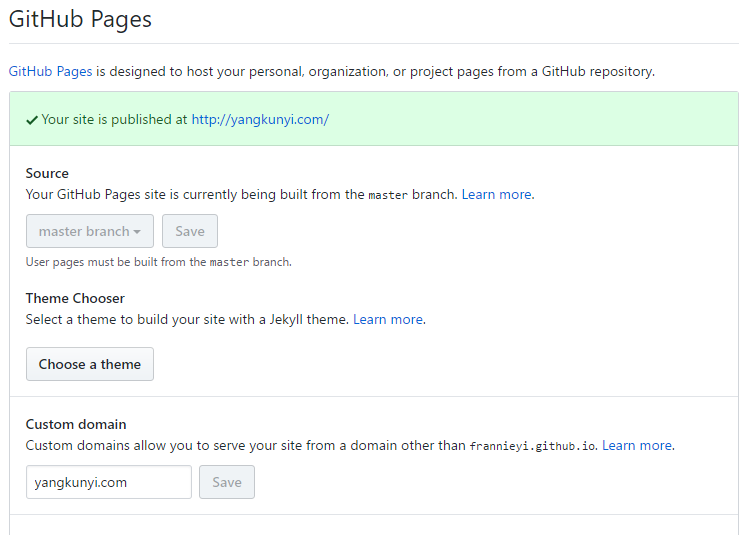 GitHub Pages
GitHub Pages is designed to host your personal, organization, or project pages from a GitHub repository.
Your site is published at http://yangkunyi.com/
Source
Your GitHub Pages site is currently being built from the master branch. Learn more.
master branch Save
User pages must be built from the master branch.
Theme Chooser
Select a theme to build your site with a Jekyll theme. Learn more.
Choose a theme
Custom domain
Custom domains allow you to serve your site from a domain other than frannieyi.github.io. Learn more.
yangkunyi.com Save